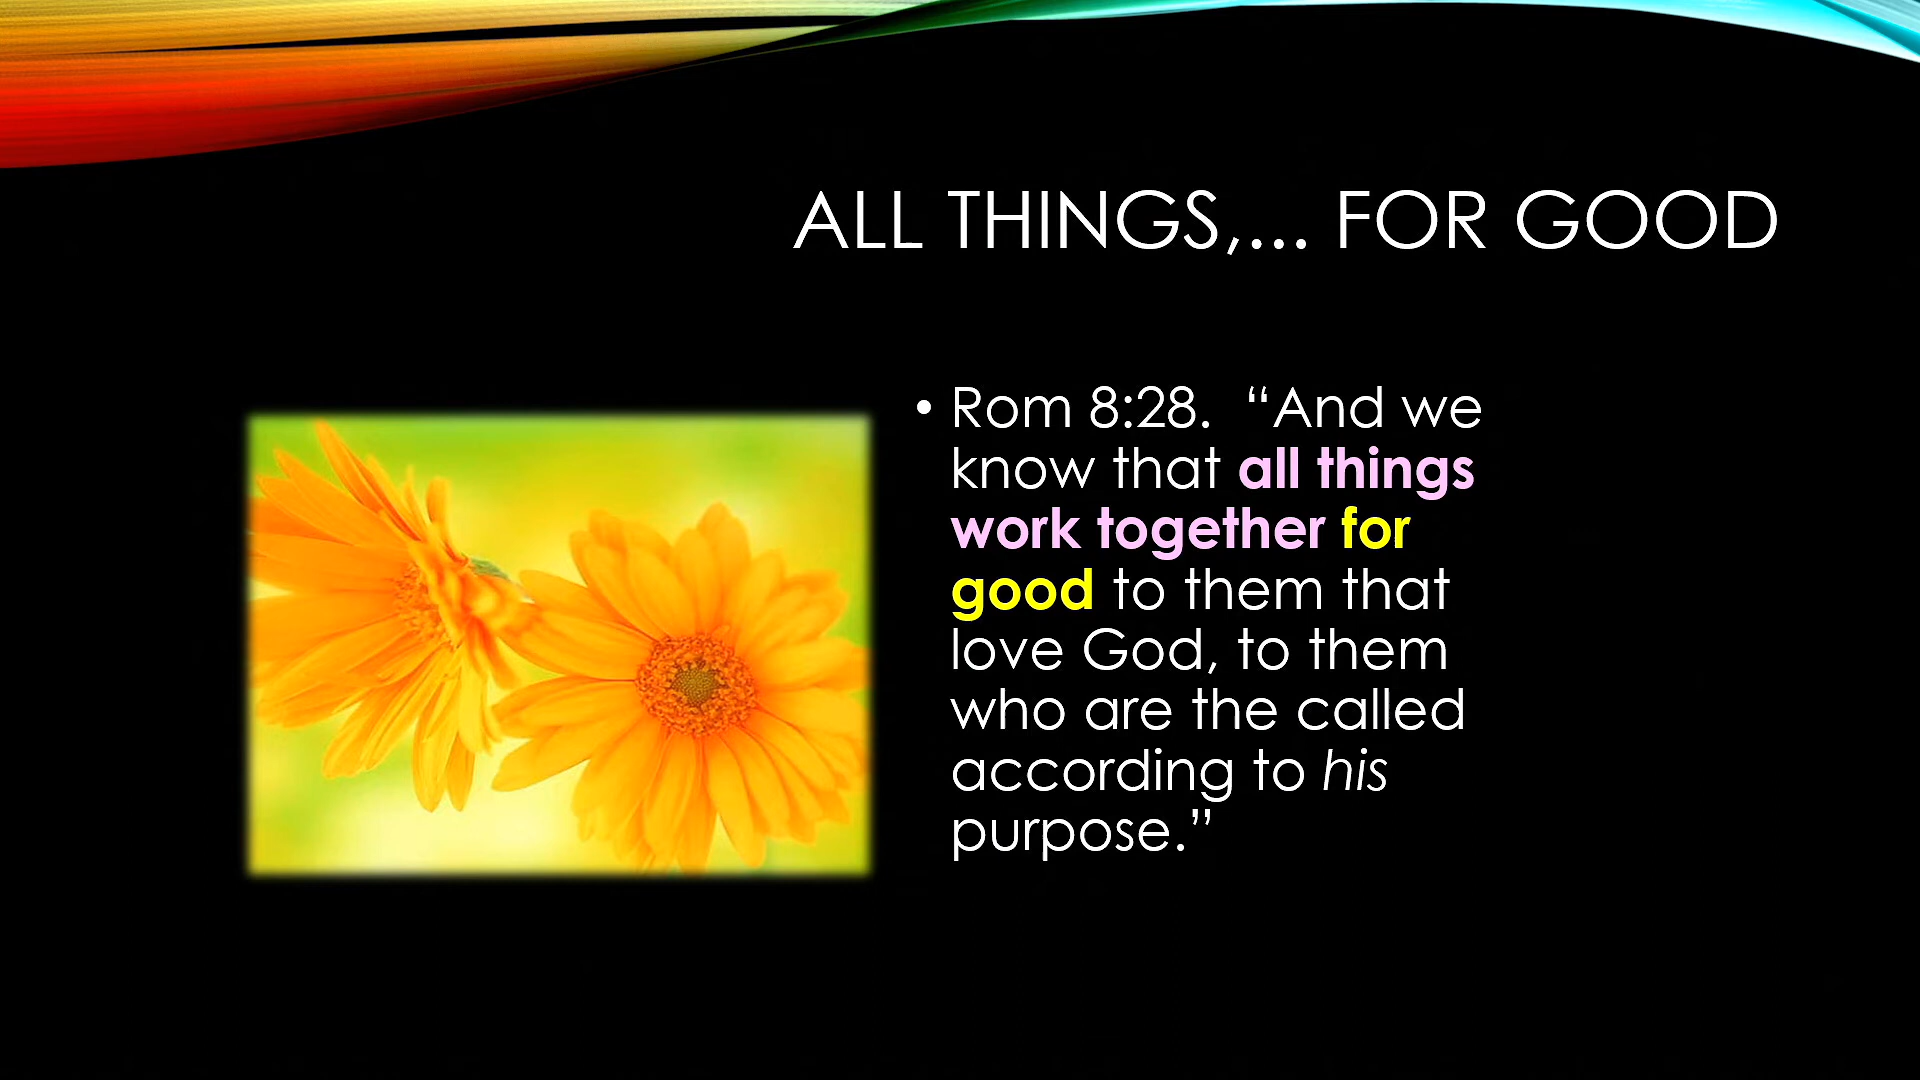 ALL THINGS,... FOR GOOD
• Rom 8:28.  “And we
know that all things
work together for
good to them that
love God, to them
who are the called
according to his
purpose.”